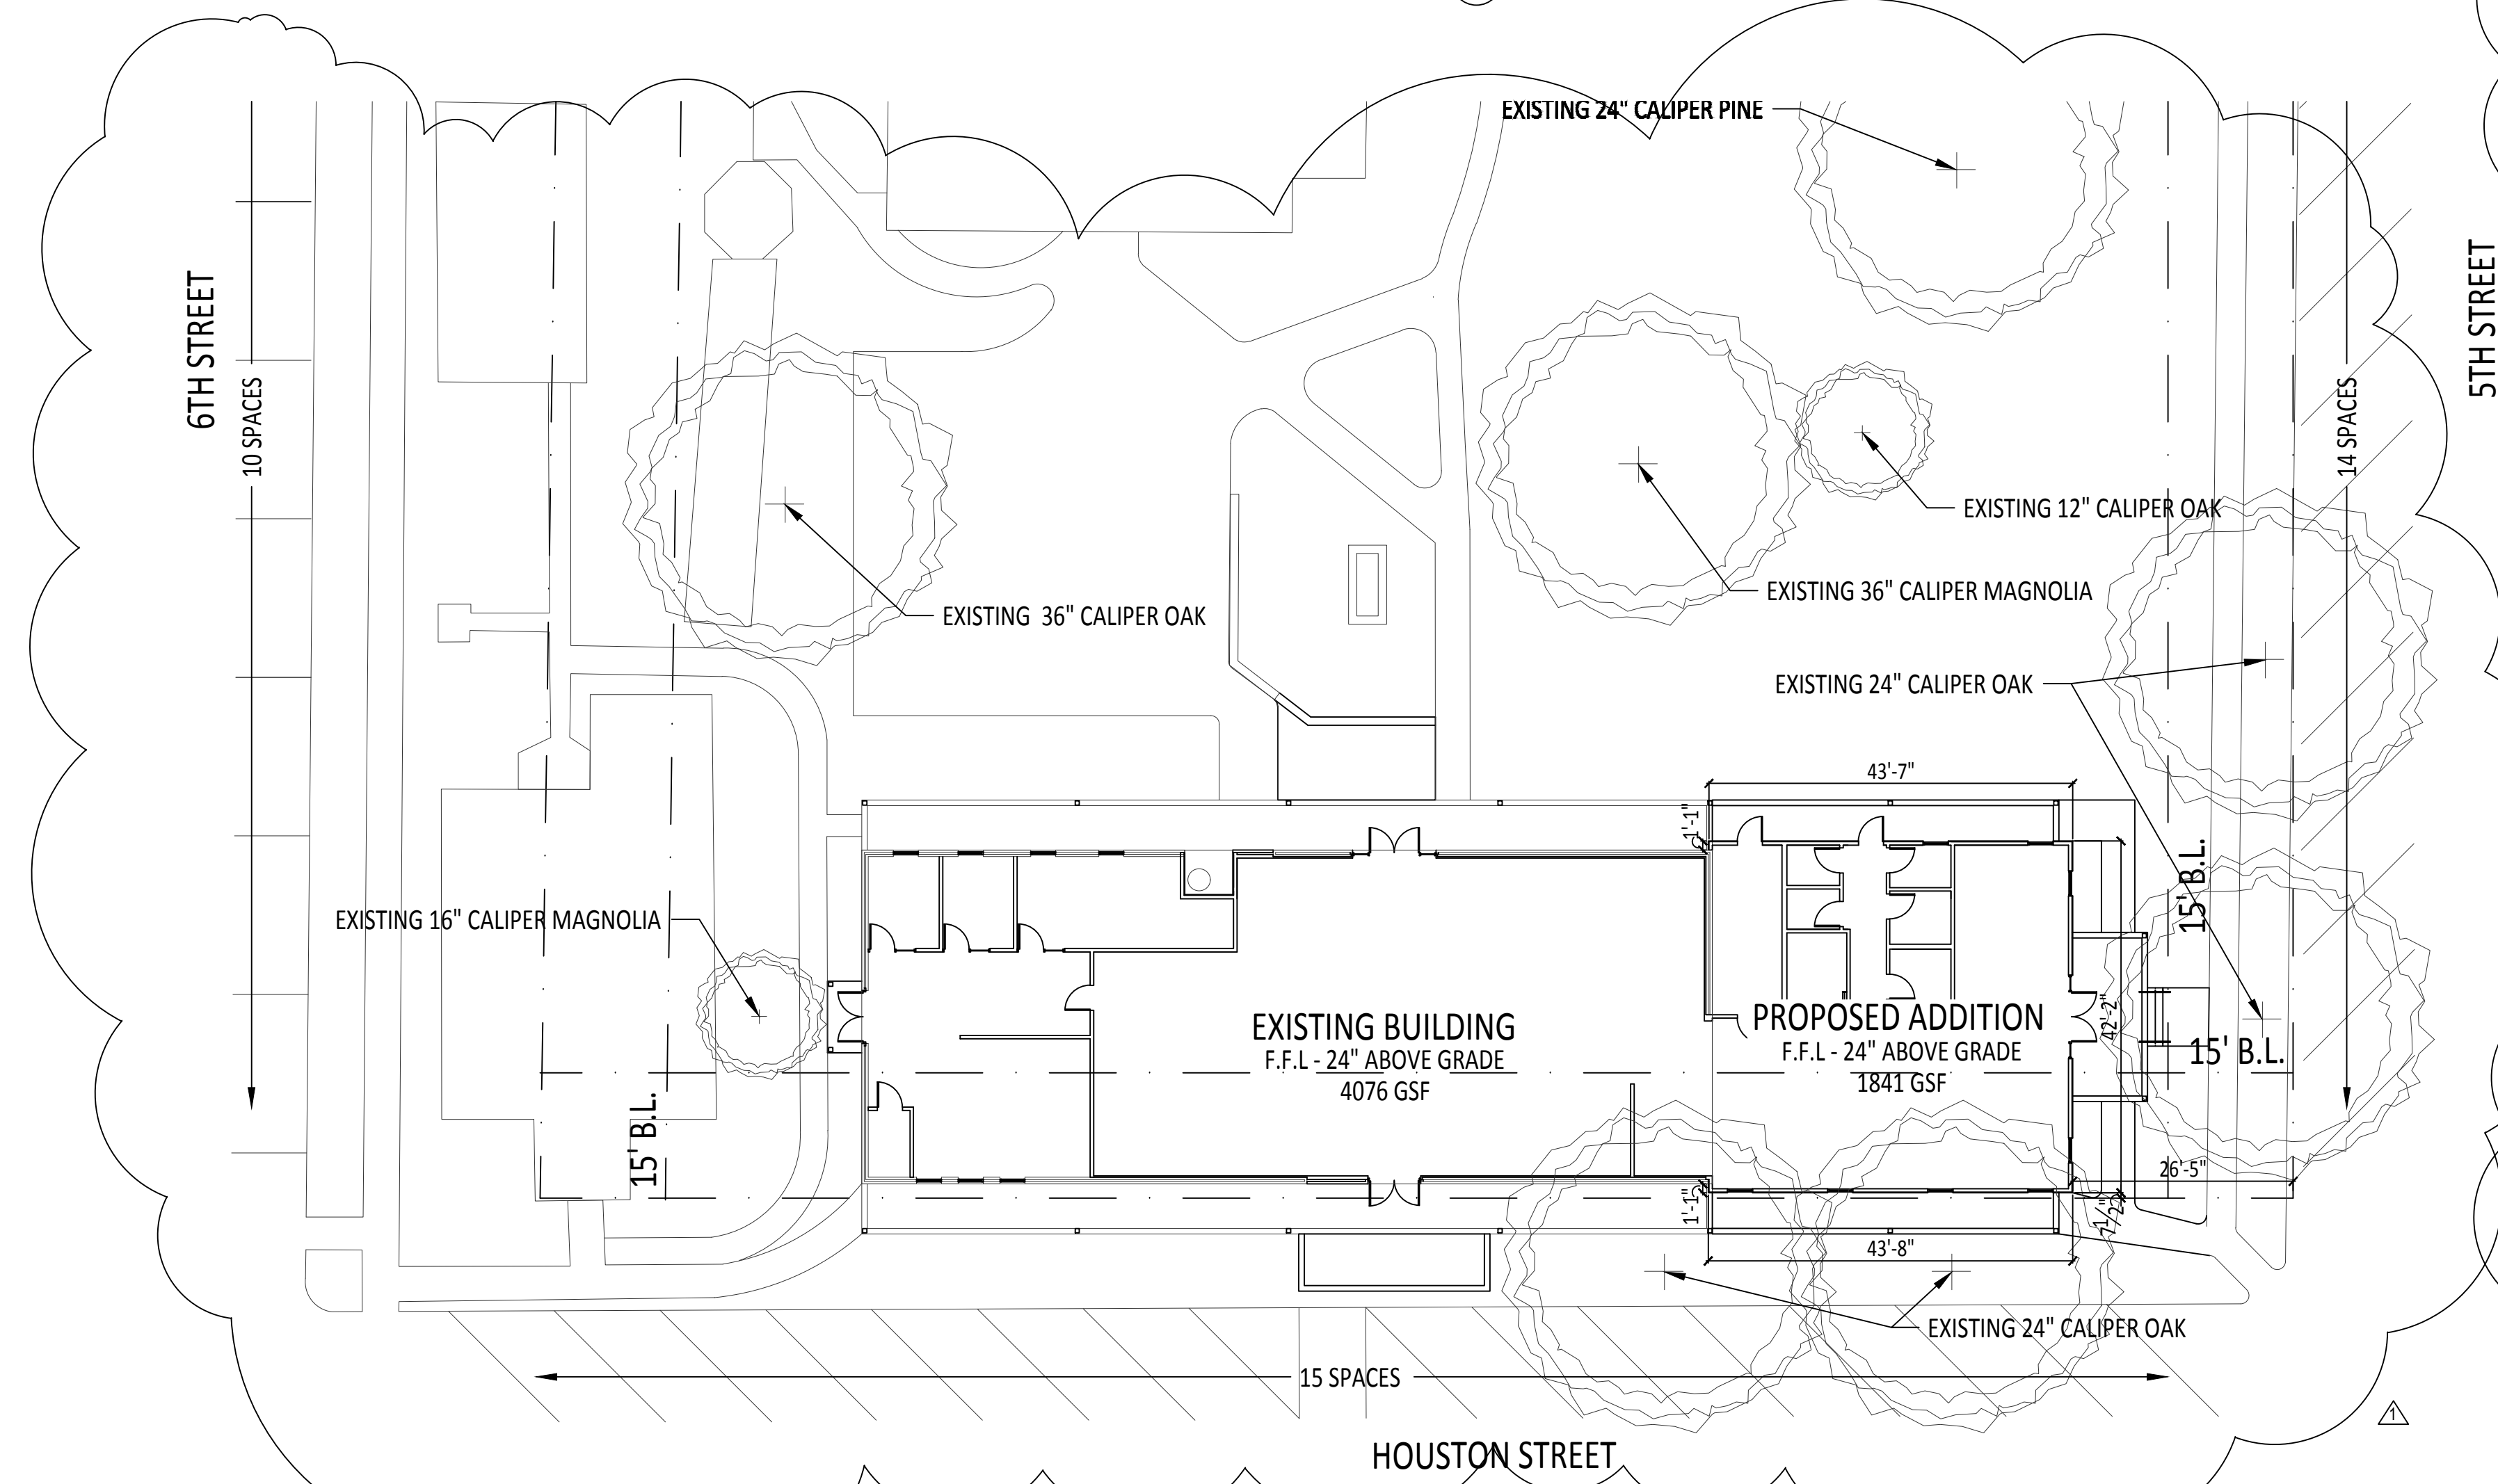 EXISTING 24" CALIPER PINE
6TH STREET
10 SPACES
5TH STREET
14 SPACES
EXISTING 12" CALIPER OAK
EXISTING 36" CALIPER MAGNOLIA
EXISTING 36" CALIPER OAK
EXISTING 24" CALIPER OAK
43'-7"
1'-1"
15' B.L.
EXISTING 16" CALIPER MAGNOLIA
EXISTING BUILDING
F.F.L - 24" ABOVE GRADE
4076 GSF
PROPOSED ADDITION
F.F.L - 24" ABOVE GRADE
1841 GSF
42'-2"
15' B.L.
15' B.L.
26'-5"
1'-1"
7 1/2"
43'-8"
EXISTING 24" CALIPER OAK
15 SPACES
1
HOUSTON STREET